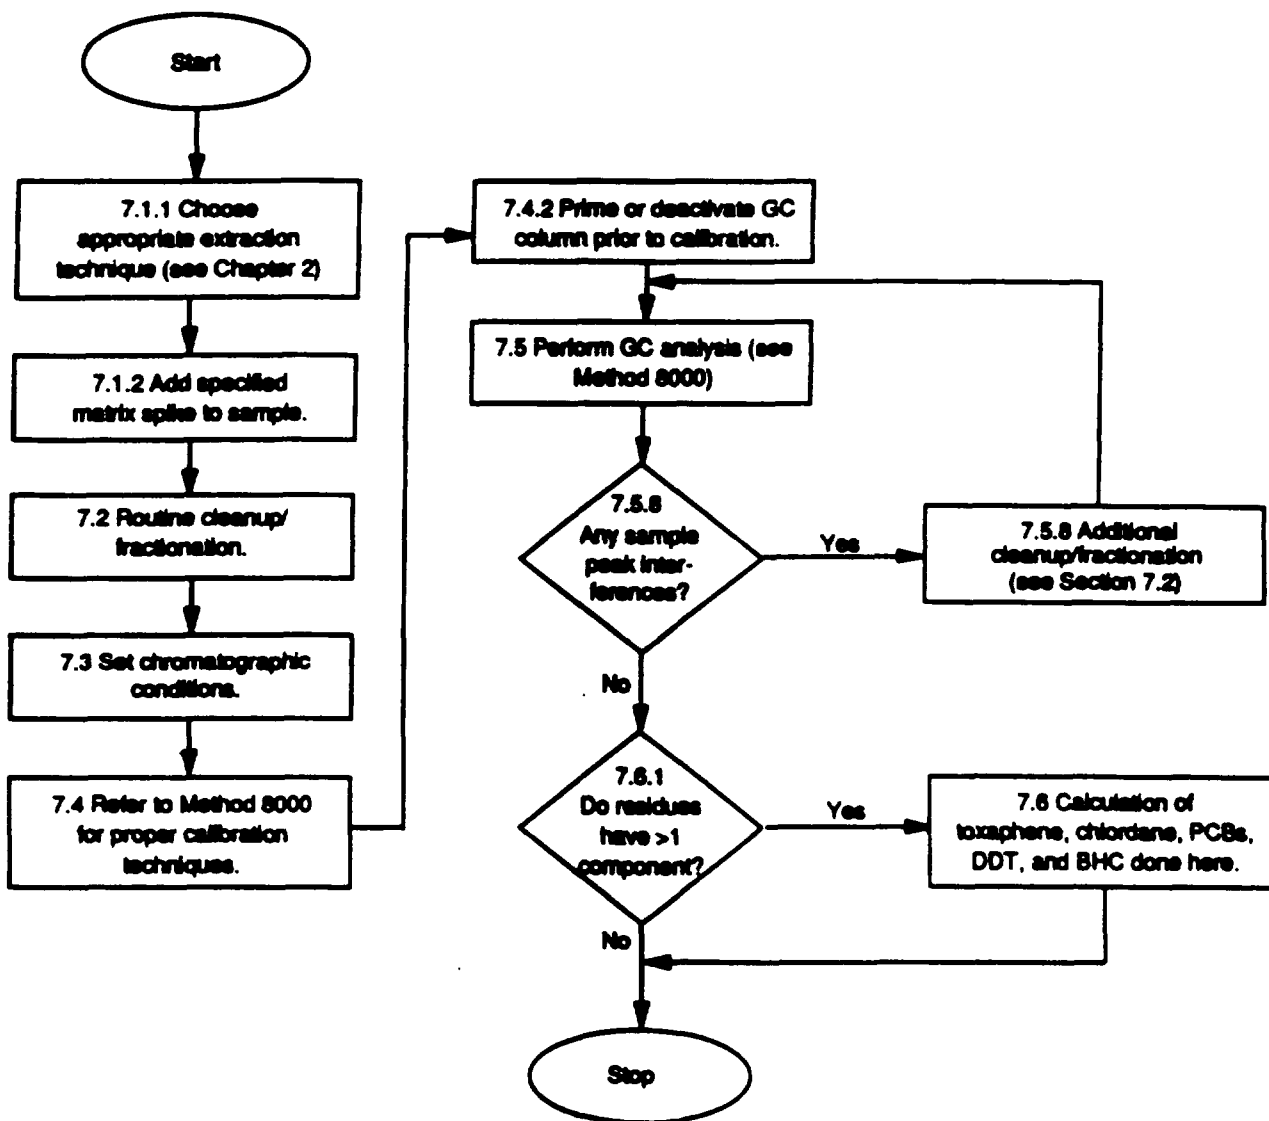 Start
7.1.1 Choose
appropriate extraction
technique (see Chapter 2)
7.1.2 Add specified
matrix spike to sample.
7.2 Routine cleanup/
fractionation.
7.3 Set chromatographic
conditions.
7.4 Refer to Method 8000
for proper calibration
techniques.
7.4.2 Prime or deactivate GC
column prior to calibration.
7.5 Perform GC analysis (see
Method 8000)
7.5.8
Any sample
peak inter-
ferences?
Yes
7.5.8 Additional
cleanup/fractionation
(see Section 7.2)
No
7.6.1
Do residues
have >1
component?
Yes
7.6 Calculation of
toxaphene, chlordane, PCBs,
DDT, and BHC done here.
No
Stop